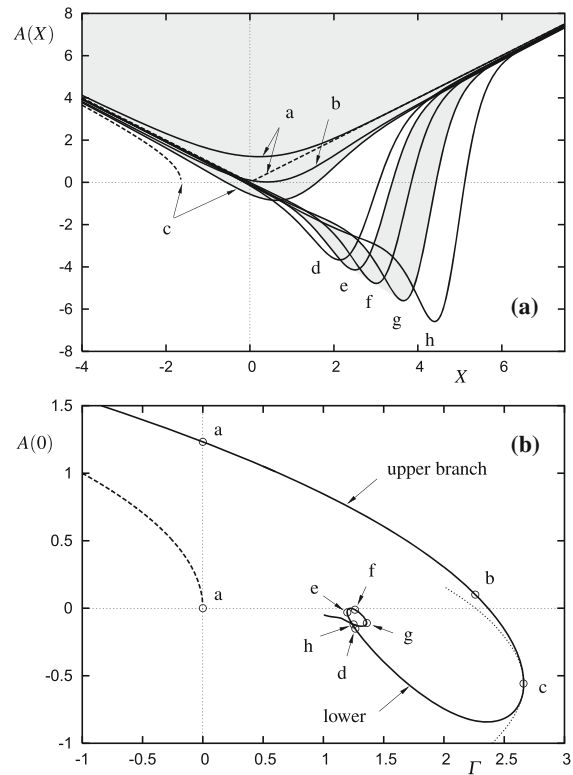 8
A(X)
6
4
2
0
-2
-4
-6
-8
a
b
c
d
e
f
g
h
(a)
-4 -2 0 2 4 6
X
1.5
A(0)
1
0.5
0
-0.5
-1
a
(b)
upper branch
b
f
e
a
g
h
d
c
lower
-1 -0.5 0 0.5 1 1.5 2 2.5 3
Γ